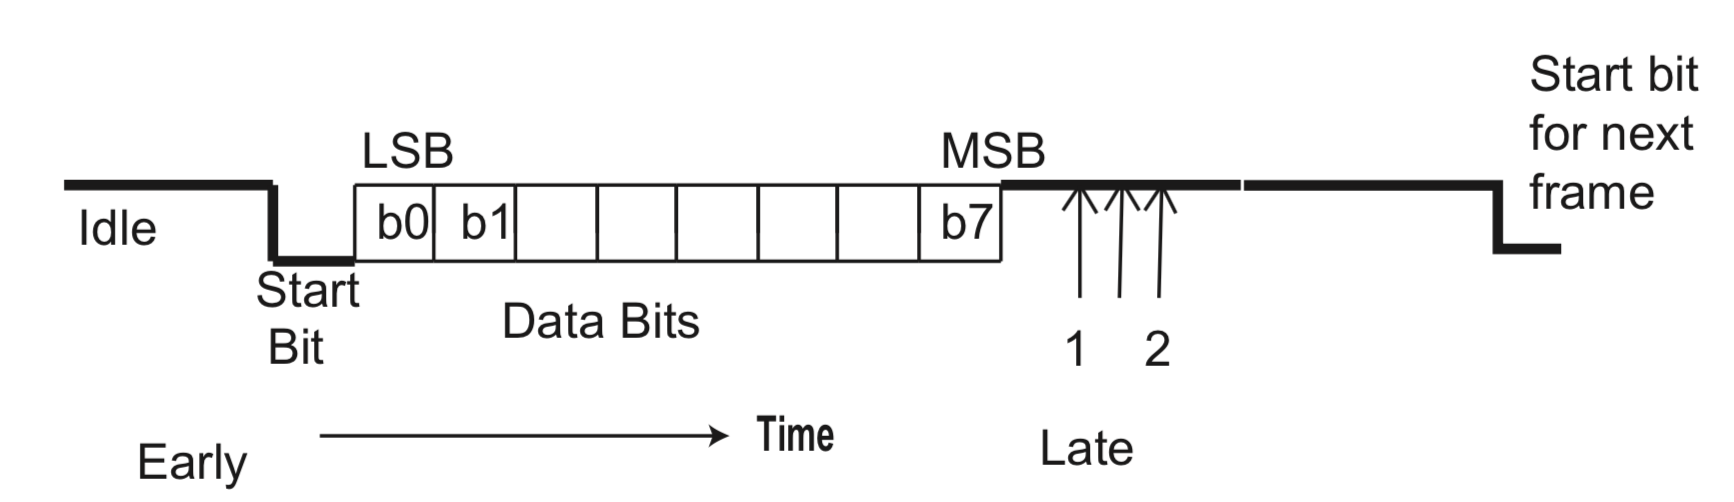 Start bit
for next
frame
LSB
MSB
Idle
b0
b1
b7
Start
Bit
Data Bits
1
2
Early
Time
Late